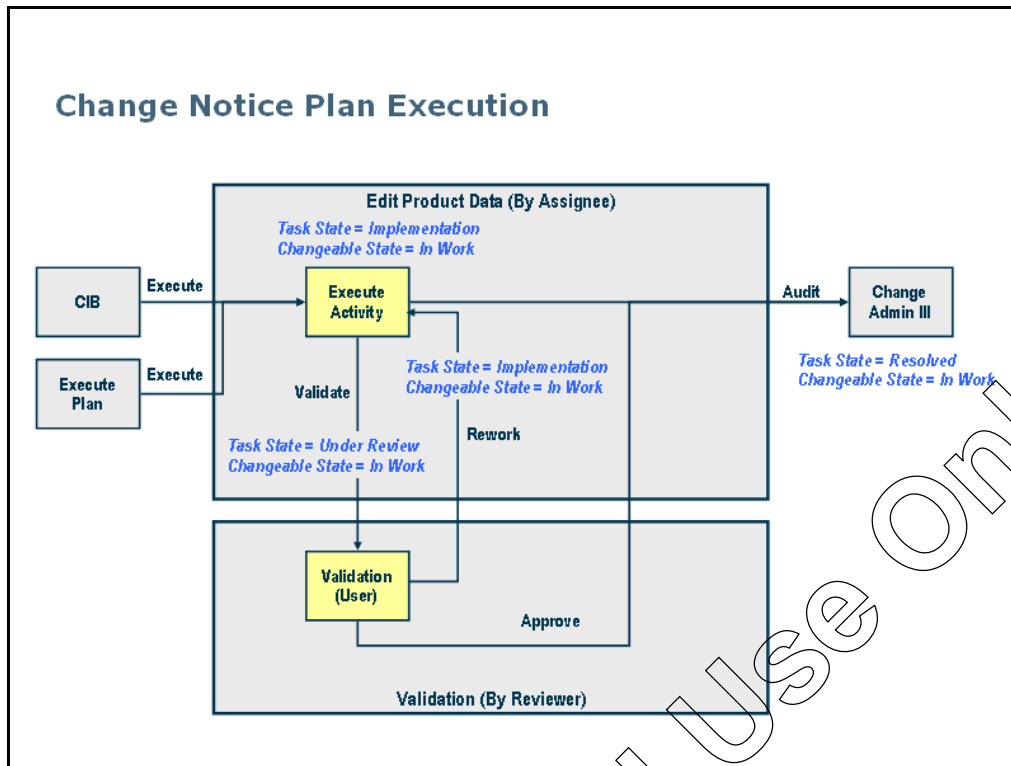 Change Notice Plan Execution
Edit Product Data (By Assignee)
Task State = Implementation
Changeable State = In Work
CIB
Execute
Execute
Activity
Audit
Change
Admin III
Execute
Plan
Execute
Validate
Task State = Implementation
Changeable State = In Work
Task State = Resolved
Changeable State = In Work
Rework
Task State = Under Review
Changeable State = In Work
Validation
(User)
Approve
Validation (By Reviewer)
Use Onl